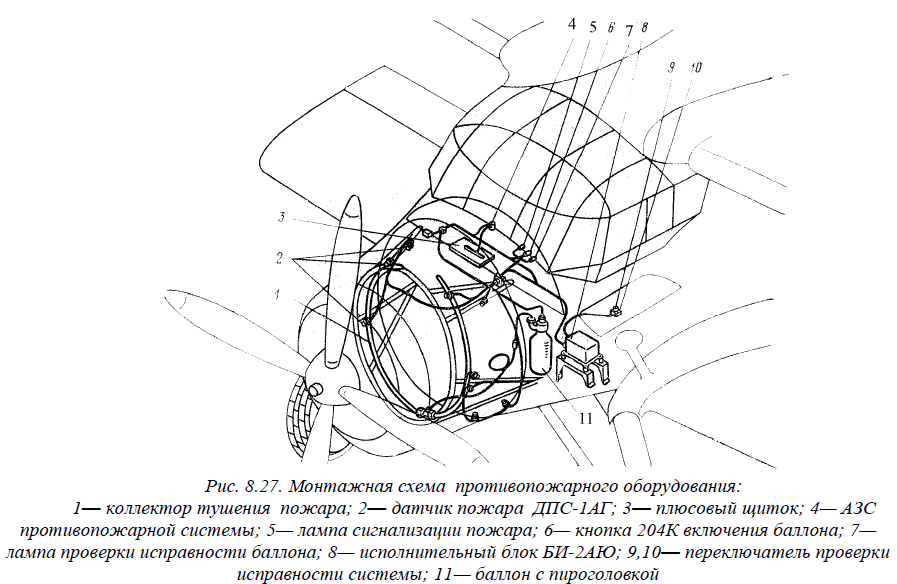 4 5 6 7 8
9 10
3
2
1
11
Рис. 8.27. Монтажная схема противопожарного оборудования:
1— коллектор тушения пожара; 2— датчик пожара ДПС-1АГ; 3— плюсовый щиток; 4— АЗС
противопожарной системы; 5— лампа сигнализации пожара; 6— кнопка 204К включения баллона; 7—
лампа проверки исправности баллона; 8— исполнительный блок БИ-2АЮ; 9,10— переключатель проверки
исправности системы; 11— баллон с пироголовкой